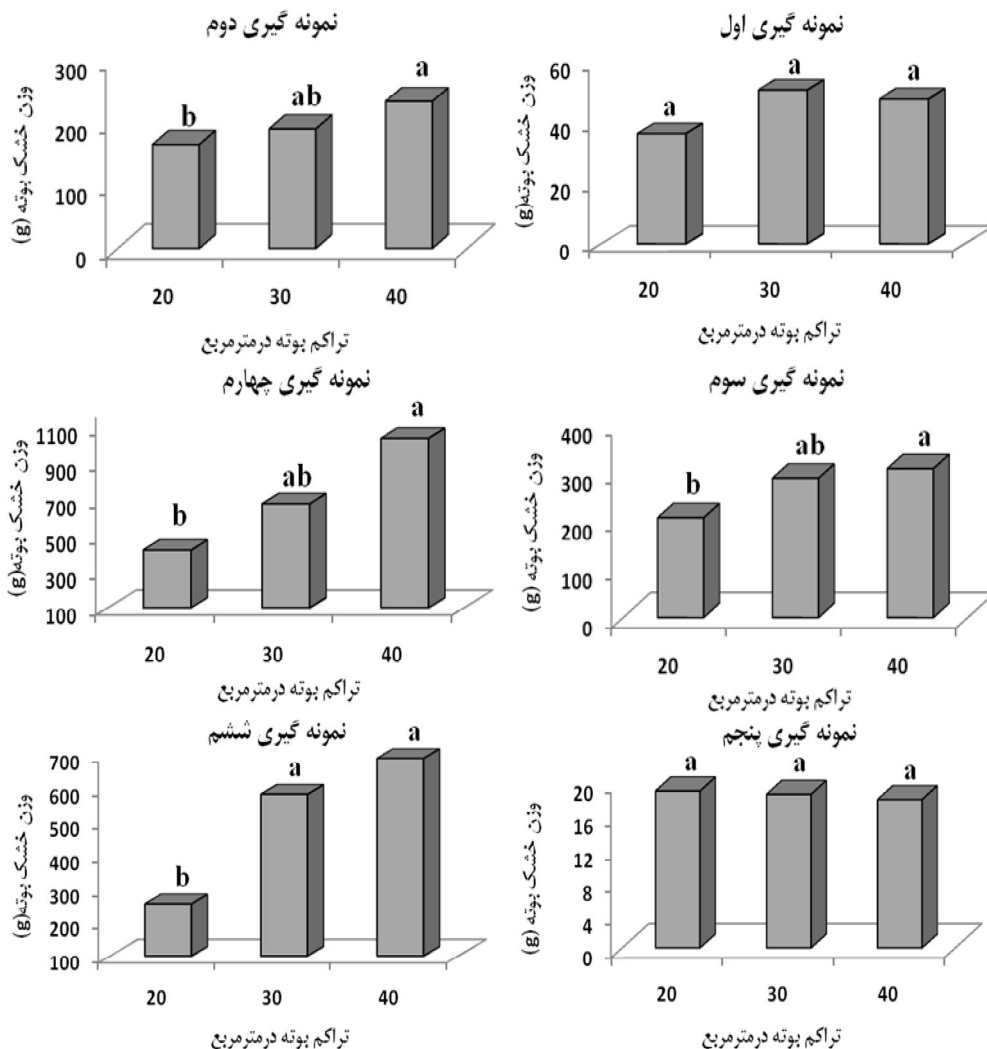 نمونه گیری اول
وزن خشک بوته(g)
60
40
20
0
a
a
a
20
30
40
تراکم بوته درمترمربع
نمونه گیری دوم
وزن خشک بوته (g)
300
200
100
0
b
ab
a
20
30
40
تراکم بوته درمترمربع
نمونه گیری سوم
وزن خشک بوته (g)
400
300
200
100
0
b
ab
a
20
30
40
تراکم بوته درمترمربع
نمونه گیری چهارم
وزن خشک بوته(g)
1100
900
700
500
300
100
b
ab
a
20
30
40
تراکم بوته درمترمربع
نمونه گیری پنجم
وزن خشک بوته (g)
20
16
12
8
4
0
a
a
a
20
30
40
تراکم بوته درمترمربع
نمونه گیری ششم
وزن خشک بوته(g)
700
600
500
400
300
200
100
b
a
a
20
30
40
تراکم بوته درمترمربع